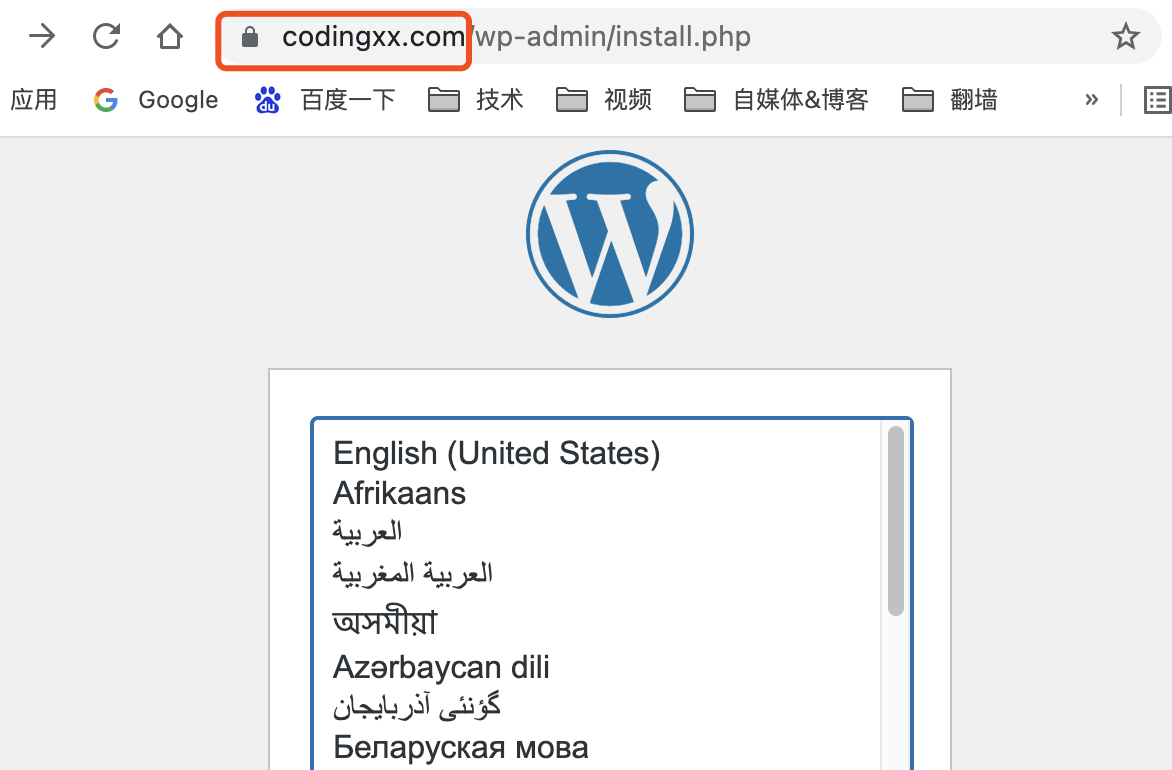 codingxx.com/wp-admin/install.php
应用 Google 百度一下 技术 视频 自媒体&博客 翻墙 »
English (United States)
Afrikaans
العربية
العربية المغربية
অসমীয়া
Azərbaycan dili
گؤنئی آذربایجان
Беларуская мова